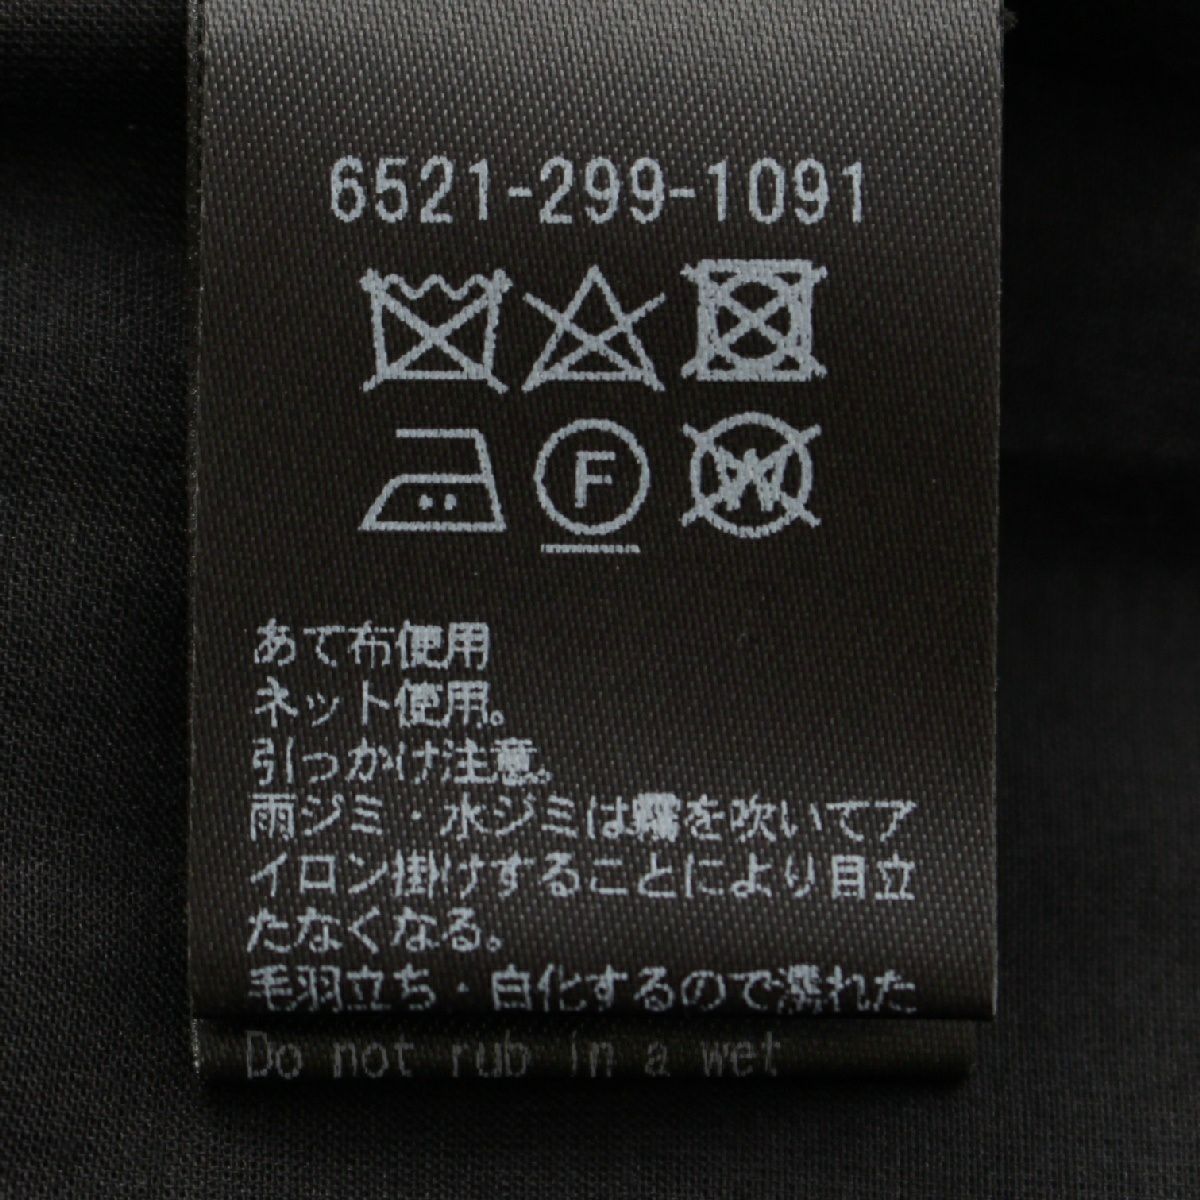 6521-299-1091
F
W
あて布使用
ネット使用。
引っかけ注意。
雨ジミ・水ジミは霧を吹いてア
イロン掛けすることにより目立
たなくなる。
毛羽立ち・白化するので濡れた
Do not rub in a wet